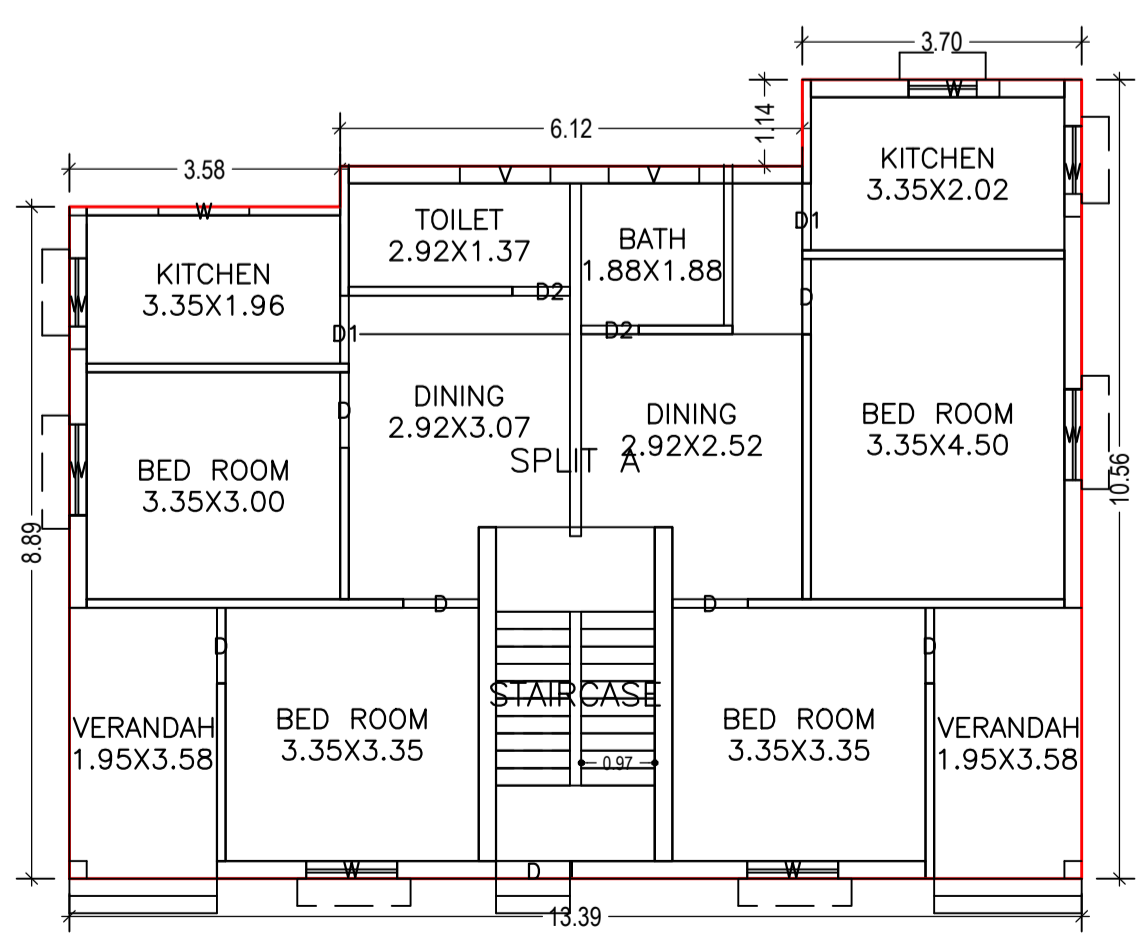 3.70
6.12
1.14
3.58
W
KITCHEN
3.35X2.02
W
V
V
W
TOILET
2.92X1.37
BATH
1.88X1.88
D1
KITCHEN
3.35X1.96
W
D2
D
D1
D2
DINING
2.92X3.07
DINING
2.92X2.52
BED ROOM
3.35X4.50
W
D
SPLIT A
BED ROOM
3.35X3.00
W
10.56
8.89
D
D
D
D
STAIRCASE
VERANDAH
1.95X3.58
BED ROOM
3.35X3.35
BED ROOM
3.35X3.35
VERANDAH
1.95X3.58
0.97
W
D
W
13.39